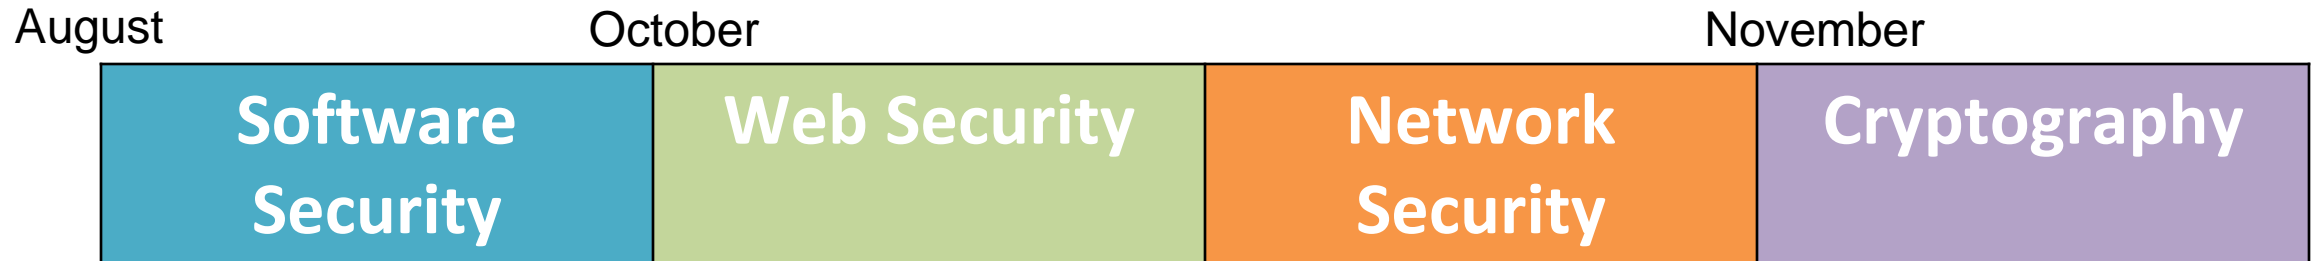 August October November
Software
Security
Web Security
Network
Security
Cryptography